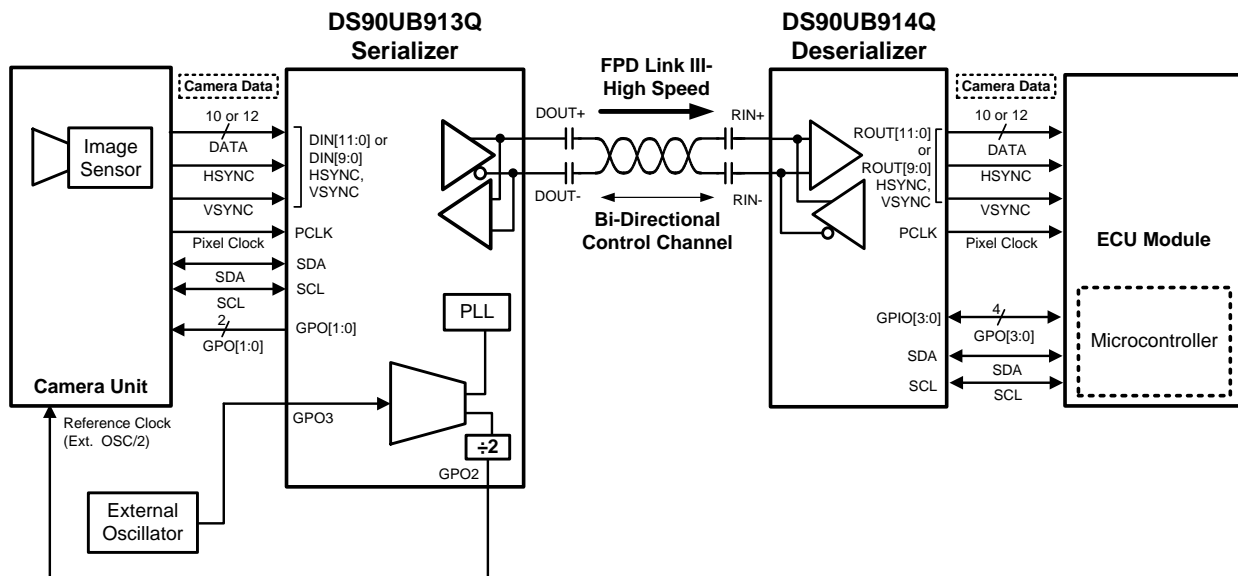 DS90UB913Q
Serializer
DS90UB914Q
Deserializer
Camera Data
FPD Link III-
High Speed
Camera Data
Image
Sensor
10 or 12
DATA
HSYNC
VSYNC
Pixel Clock
SDA
SCL
2
GPO[1:0]
Camera Unit
DIN[11:0] or
DIN[9:0]
HSYNC,
VSYNC
PCLK
SDA
SCL
GPO[1:0]
PLL
GPO3
÷2
GPO2
DOUT+
DOUT-
RIN+
RIN-
Bi-Directional
Control Channel
ROUT[11:0]
or
ROUT[9:0]
HSYNC,
VSYNC
PCLK
GPIO[3:0]
SDA
SCL
10 or 12
DATA
HSYNC
VSYNC
Pixel Clock
4
GPO[3:0]
SDA
SCL
ECU Module
Microcontroller
Reference Clock
(Ext. OSC/2)
External
Oscillator